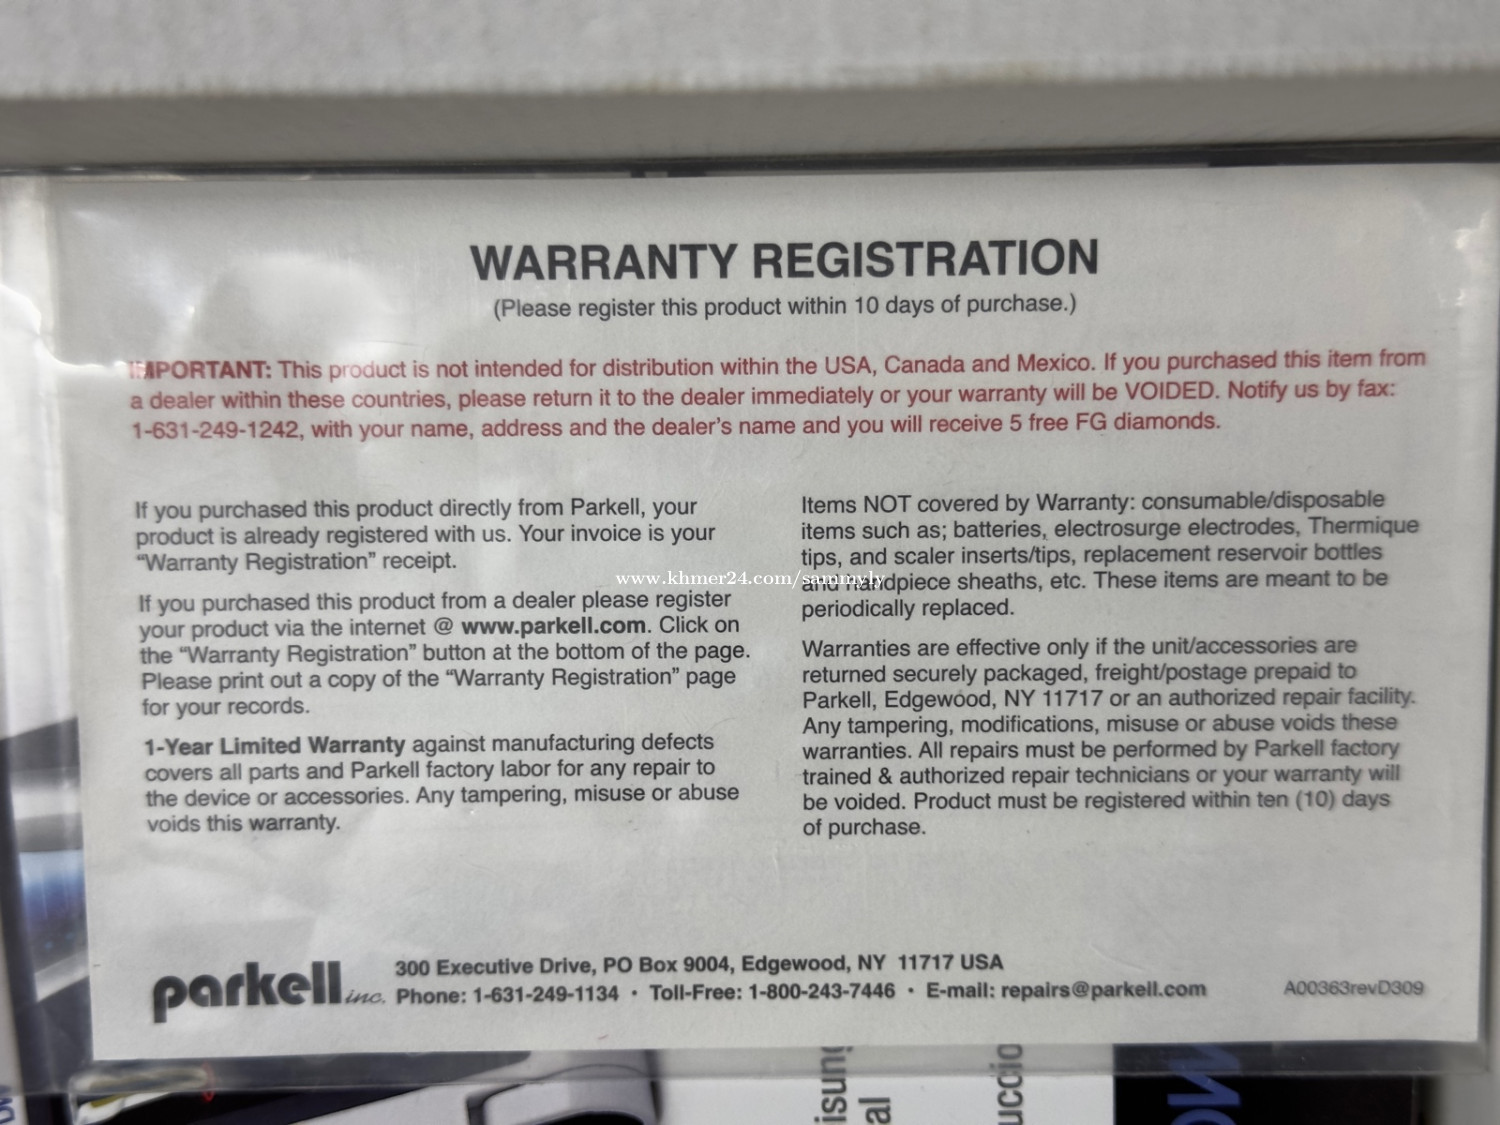 WARRANTY REGISTRATION
(Please register this product within 10 days of purchase.)
IMPORTANT: This product is not intended for distribution within the USA, Canada and Mexico. If you purchased this item from
a dealer within these countries, please return it to the dealer immediately or your warranty will be VOIDED. Notify us by fax:
1-631-249-1242, with your name, address and the dealer's name and you will receive 5 free FG diamonds.
If you purchased this product directly from Parkell, your
product is already registered with us. Your invoice is your
"Warranty Registration" receipt.
If you purchased this product from a dealer please register
your product via the internet @ www.parkell.com. Click on
the "Warranty Registration" button at the bottom of the page.
Please print out a copy of the "Warranty Registration" page
for your records.
1-Year Limited Warranty against manufacturing defects
covers all parts and Parkell factory labor for any repair to
the device or accessories. Any tampering, misuse or abuse
voids this warranty.
Items NOT covered by Warranty: consumable/disposable
items such as; batteries, electrosurge electrodes, Thermique
tips, and scaler inserts/tips, replacement reservoir bottles
and handpiece sheaths, etc. These items are meant to be
periodically replaced.
Warranties are effective only if the unit/accessories are
returned securely packaged, freight/postage prepaid to
Parkell, Edgewood, NY 11717 or an authorized repair facility.
Any tampering, modifications, misuse or abuse voids these
warranties. All repairs must be performed by Parkell factory
trained & authorized repair technicians or your warranty will
be voided. Product must be registered within ten (10) days
of purchase.
www.khmer24.com/sammyly
parkell inc.
300 Executive Drive, PO Box 9004, Edgewood, NY 11717 USA
Phone: 1-631-249-1134 • Toll-Free: 1-800-243-7446 • E-mail: repairs@parkell.com
A00363revD309